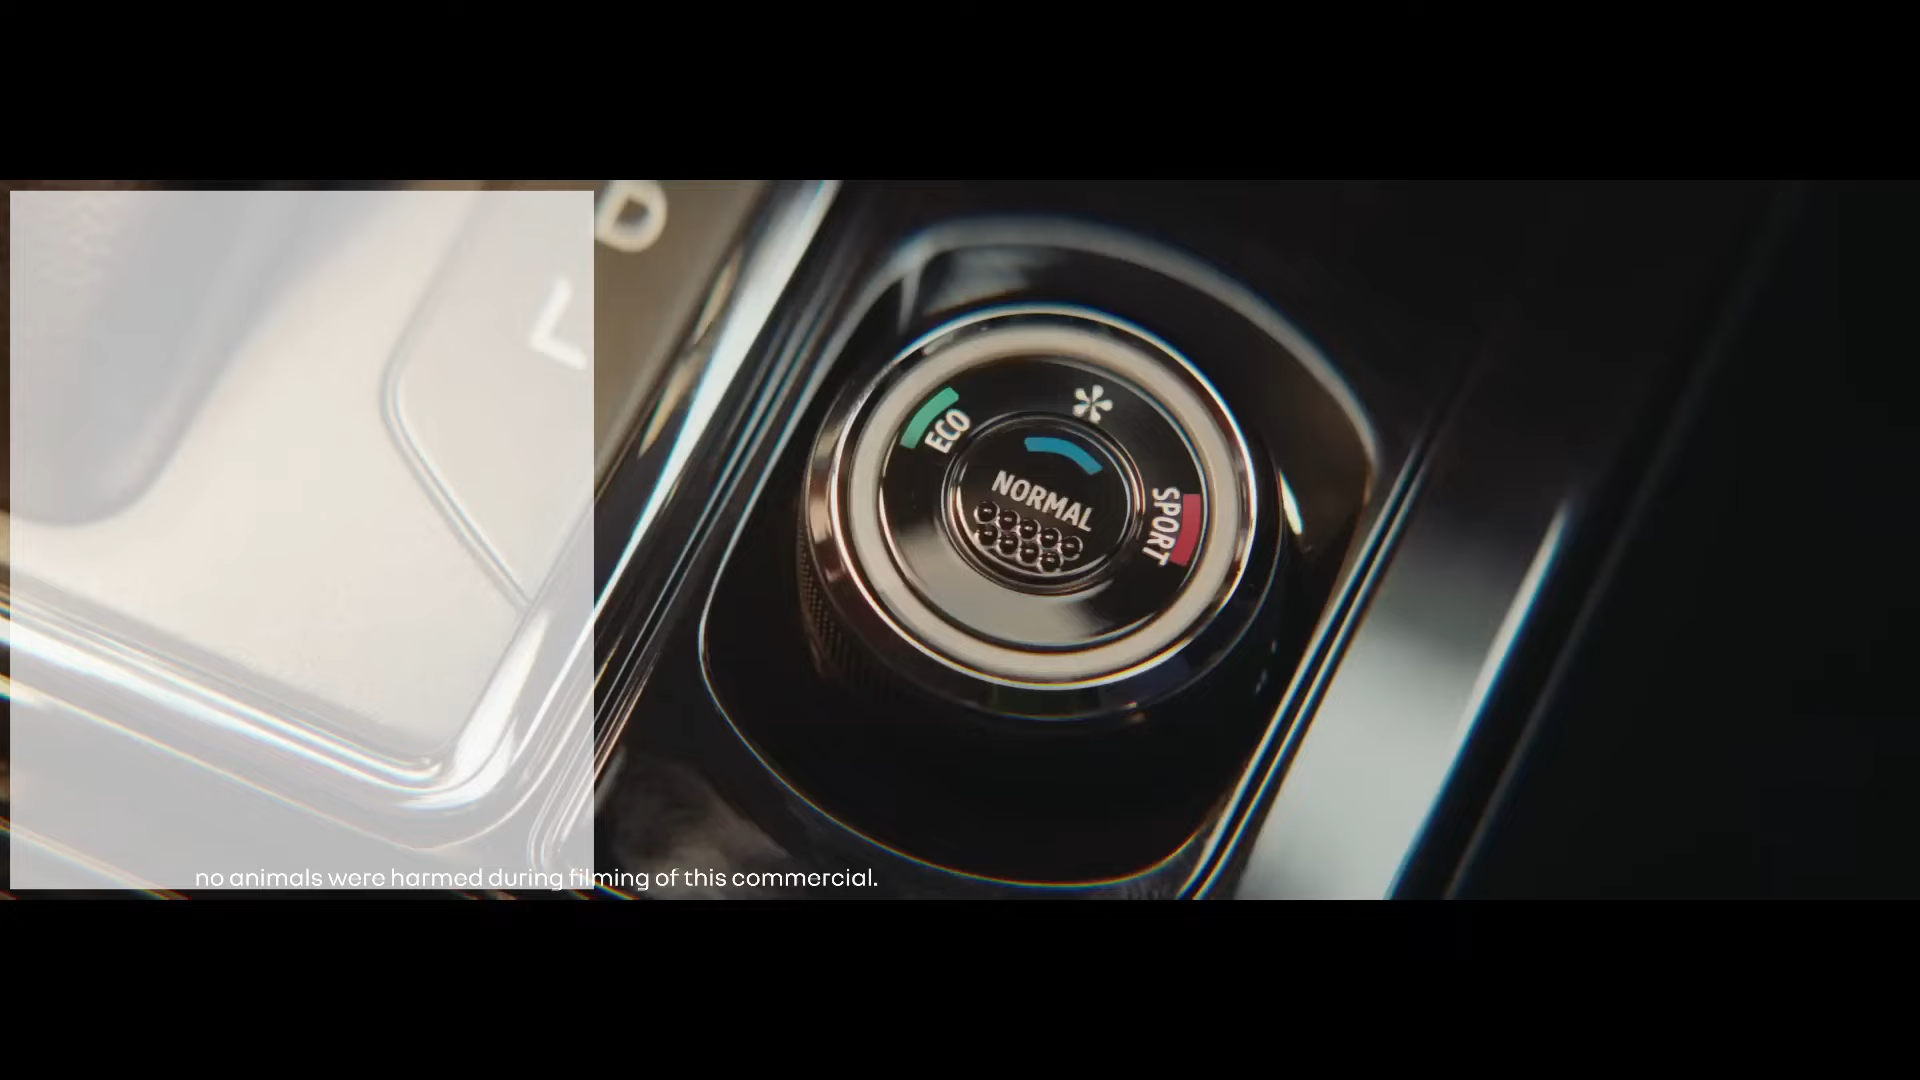 D
L
ECO
NORMAL
SPORT
no animals were harmed during filming of this commercial.